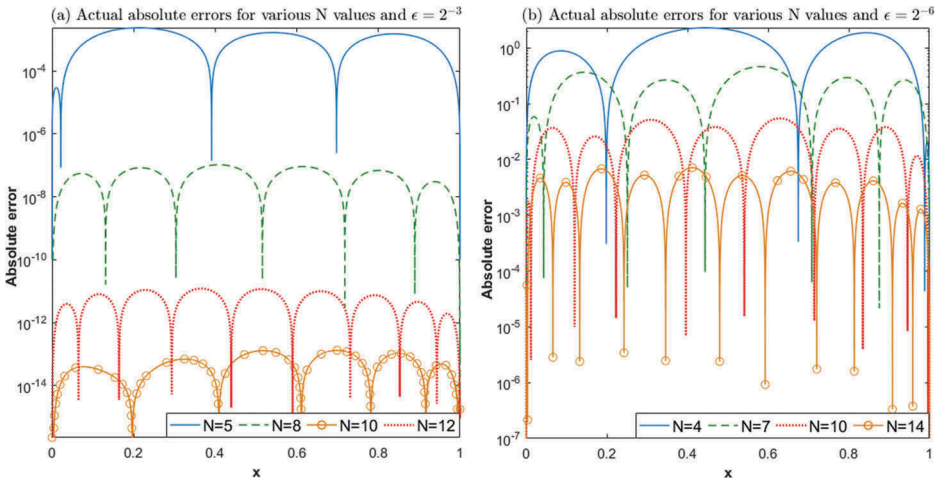 (a) Actual absolute errors for various N values and ϵ = 2⁻³
Absolute error
10⁻⁴
10⁻⁶
10⁻⁸
10⁻¹⁰
10⁻¹²
10⁻¹⁴
N=5 N=8 N=10 N=12
0 0.2 0.4 0.6 0.8 1
x
(b) Actual absolute errors for various N values and ϵ = 2⁻⁶
Absolute error
10⁰
10⁻¹
10⁻²
10⁻³
10⁻⁴
10⁻⁵
10⁻⁶
10⁻⁷
N=4 N=7 N=10 N=14
0 0.2 0.4 0.6 0.8 1
x